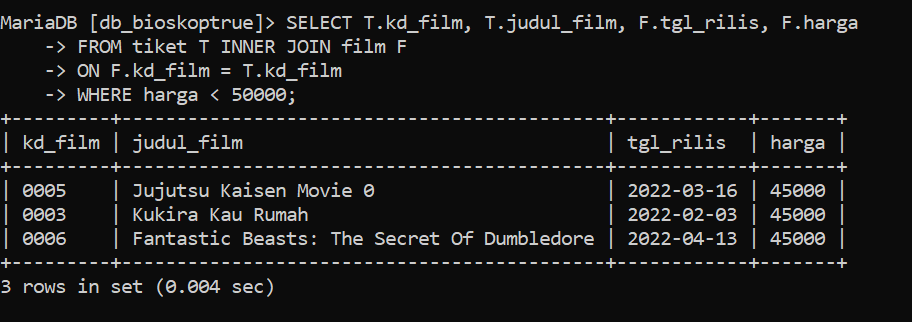 MariaDB [db_bioskoptrue]> SELECT T.kd_film, T.judul_film, F.tgl_rilis, F.harga
    -> FROM tiket T INNER JOIN film F
    -> ON F.kd_film = T.kd_film
    -> WHERE harga < 50000;
+---------+-----------------------------------------+------------+-------+
| kd_film | judul_film                              | tgl_rilis  | harga |
+---------+-----------------------------------------+------------+-------+
| 0005    | Jujutsu Kaisen Movie 0                  | 2022-03-16 | 45000 |
| 0003    | Kukira Kau Rumah                        | 2022-02-03 | 45000 |
| 0006    | Fantastic Beasts: The Secret Of Dumbledore | 2022-04-13 | 45000 |
+---------+-----------------------------------------+------------+-------+
3 rows in set (0.004 sec)